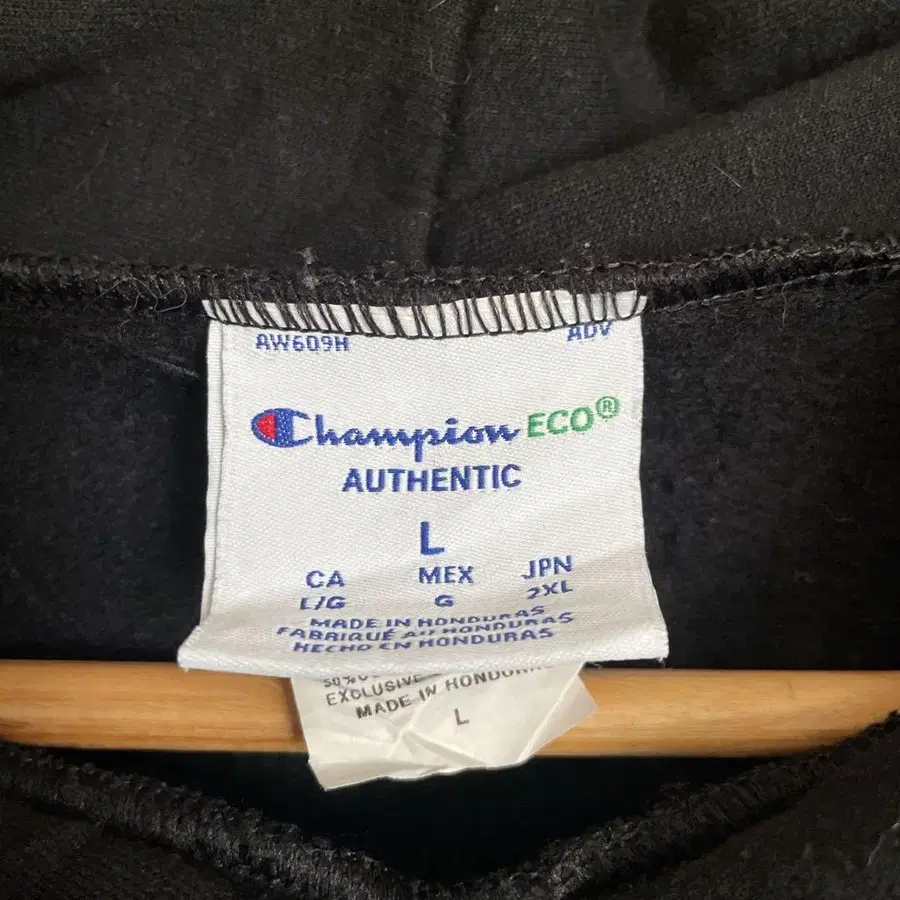 AW609H ADV
Champion ECO®
AUTHENTIC
L
CA MEX JPN
L/G G 2XL
MADE IN HONDURAS
FABRIQUÉ AU HONDURAS
HECHO EN HONDURAS
50%
EXCLUSIVE
MADE IN HONDURAS
L